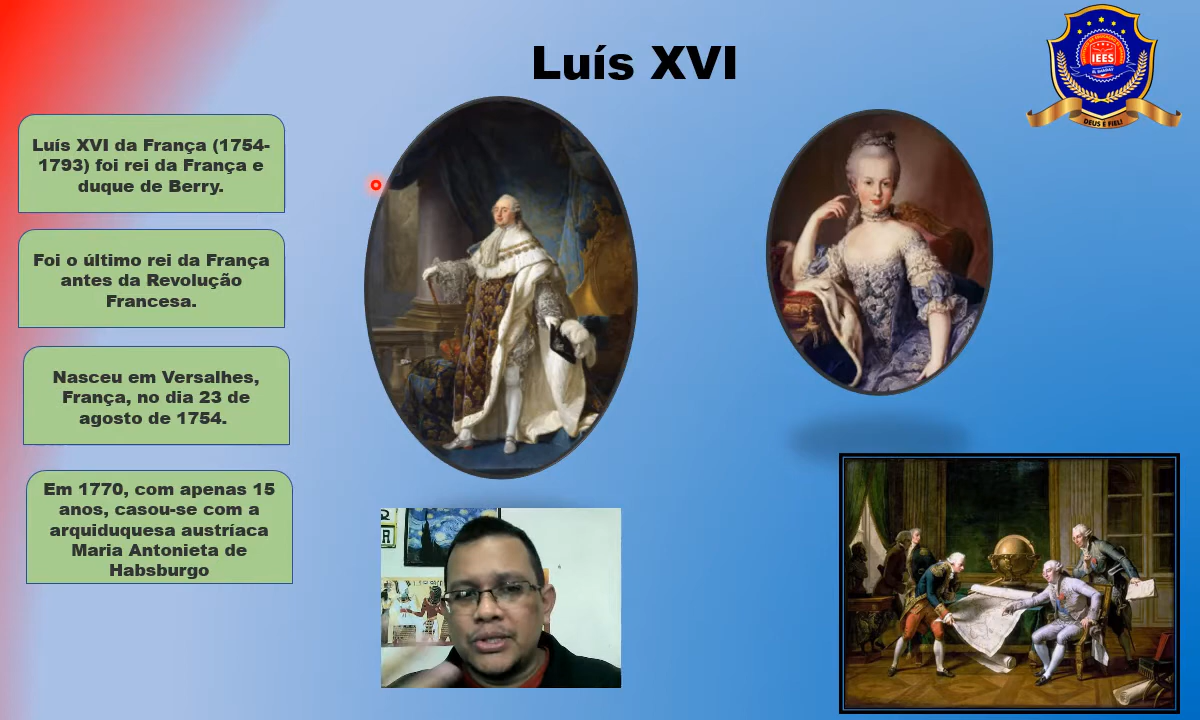 Luís XVI
Luís XVI da França (1754-
1793) foi rei da França e
duque de Berry.
Foi o último rei da França
antes da Revolução
Francesa.
Nasceu em Versalhes,
França, no dia 23 de
agosto de 1754.
Em 1770, com apenas 15
anos, casou-se com a
arquiduquesa austríaca
Maria Antonieta de
Habsburgo
IEES
DEUS É FIEL!